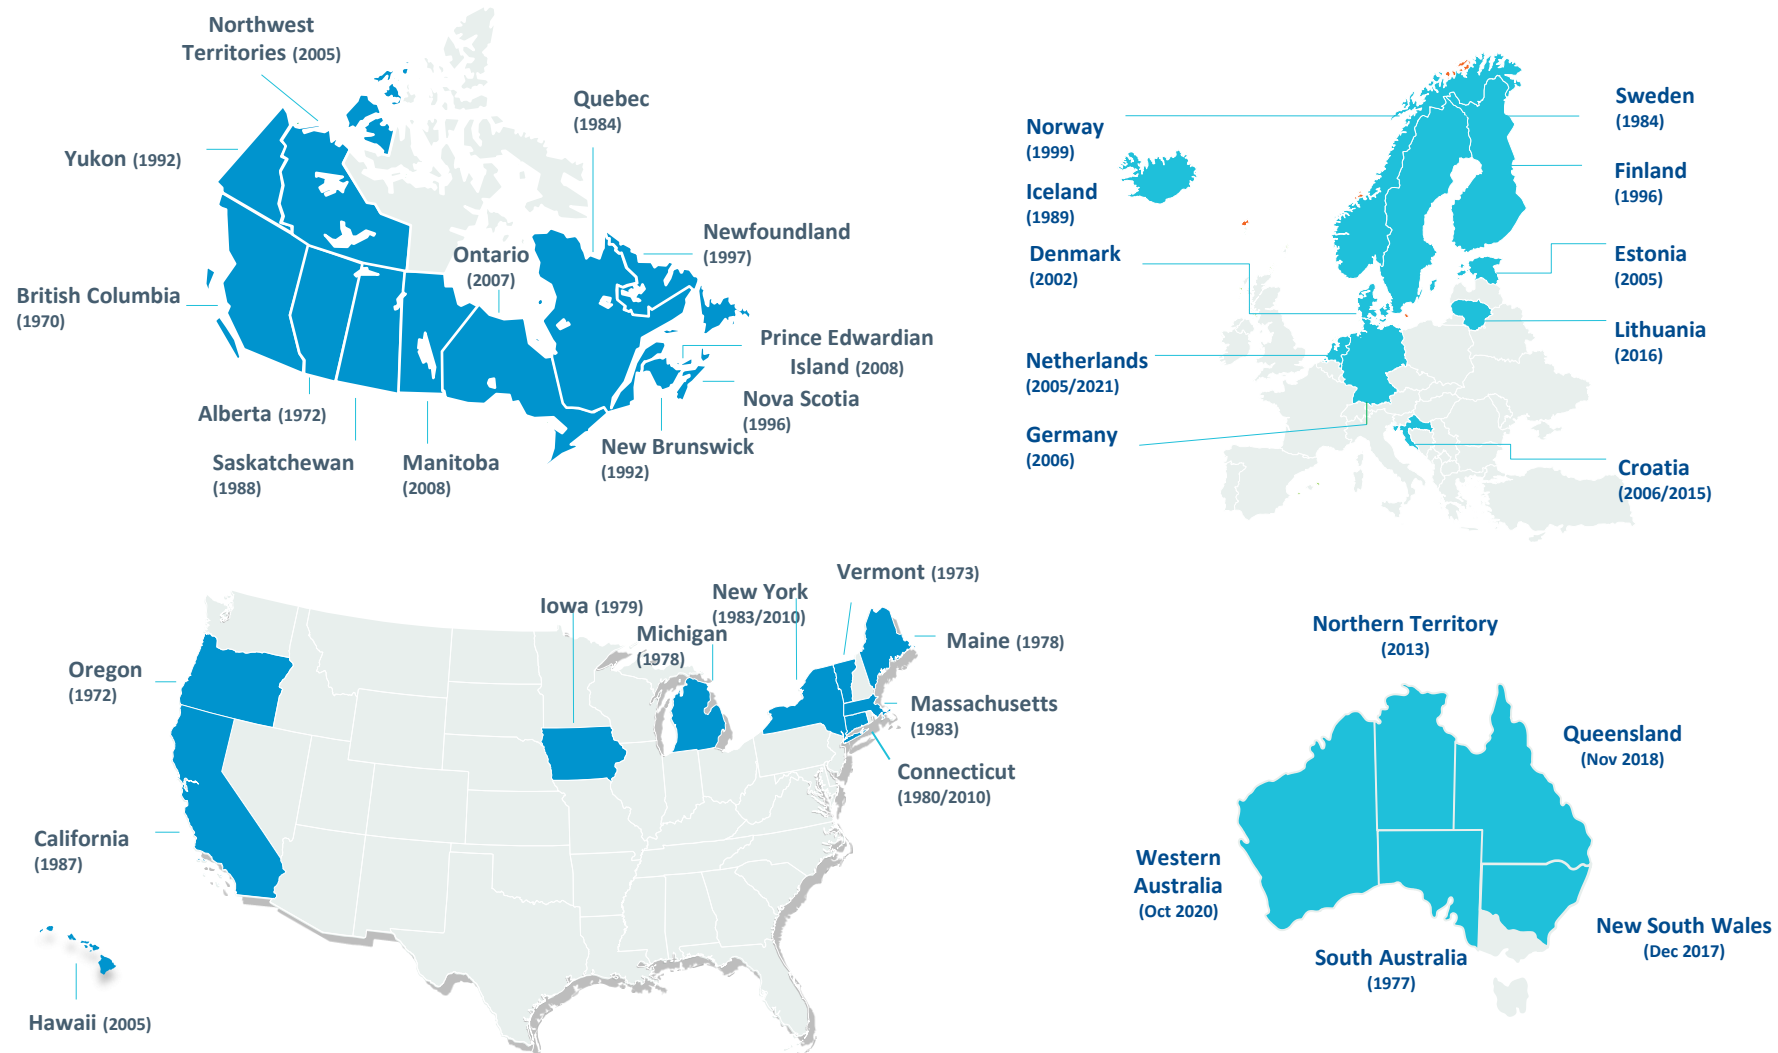 Northwest
Territories (2005)
Quebec
(1984)
Yukon (1992)
Newfoundland
(1997)
Ontario
(2007)
British Columbia
(1970)
Prince Edwardian
Island (2008)
Nova Scotia
(1996)
Alberta (1972)
New Brunswick
(1992)
Saskatchewan
(1988)
Manitoba
(2008)
Sweden
(1984)
Norway
(1999)
Finland
(1996)
Iceland
(1989)
Denmark
(2002)
Estonia
(2005)
Lithuania
(2016)
Netherlands
(2005/2021)
Germany
(2006)
Croatia
(2006/2015)
Vermont (1973)
New York
(1983/2010)
Iowa (1979)
Michigan
(1978)
Maine (1978)
Oregon
(1972)
Massachusetts
(1983)
Connecticut
(1980/2010)
California
(1987)
Hawaii (2005)
Northern Territory
(2013)
Queensland
(Nov 2018)
Western
Australia
(Oct 2020)
New South Wales
(Dec 2017)
South Australia
(1977)